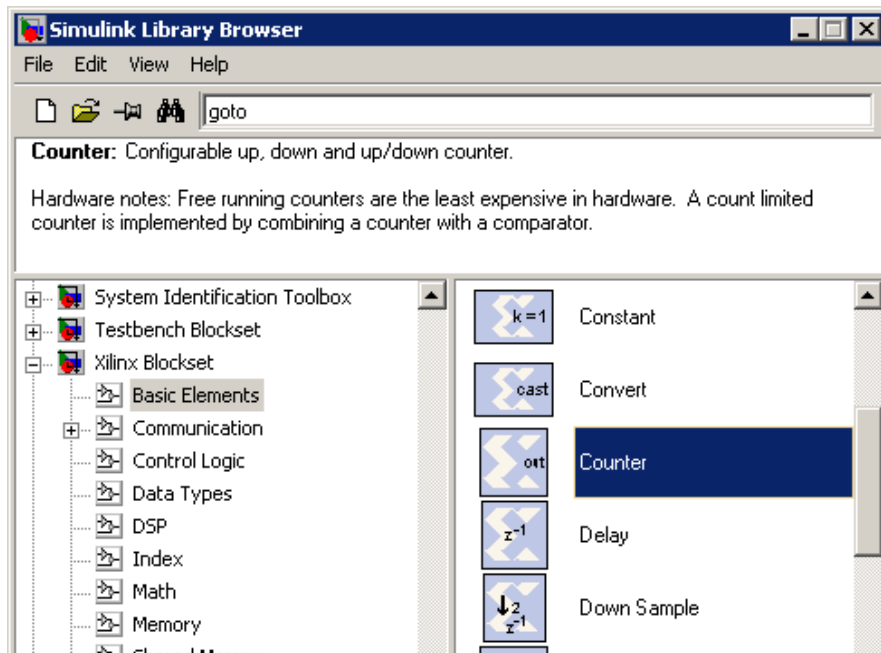 Simulink Library Browser
File Edit View Help
goto
Counter: Configurable up, down and up/down counter.
Hardware notes: Free running counters are the least expensive in hardware. A count limited
counter is implemented by combining a counter with a comparator.
System Identification Toolbox
Testbench Blockset
Xilinx Blockset
Basic Elements
Communication
Control Logic
Data Types
DSP
Index
Math
Memory
k=1 Constant
cast Convert
out Counter
z⁻¹ Delay
↓2 z⁻¹ Down Sample